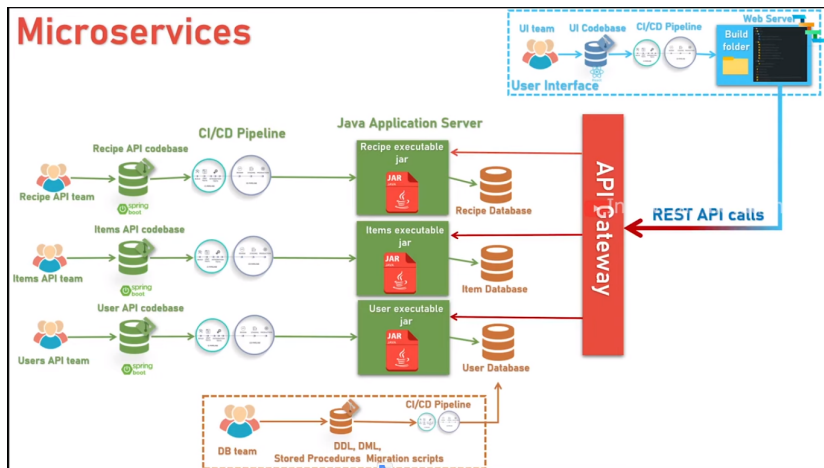 Microservices
Web Server
UI team
UI Codebase
CI/CD Pipeline
Build
folder
User Interface
Java Application Server
CI/CD Pipeline
Recipe API codebase
Recipe executable
jar
JAR
Recipe API team
spring
boot
Recipe Database
API Gateway
REST API calls
Items API codebase
Items executable
jar
JAR
Items API team
spring
boot
Item Database
User API codebase
User executable
jar
JAR
Users API team
spring
boot
User Database
CI/CD Pipeline
DB team
DDL, DML,
Stored Procedures Migration scripts